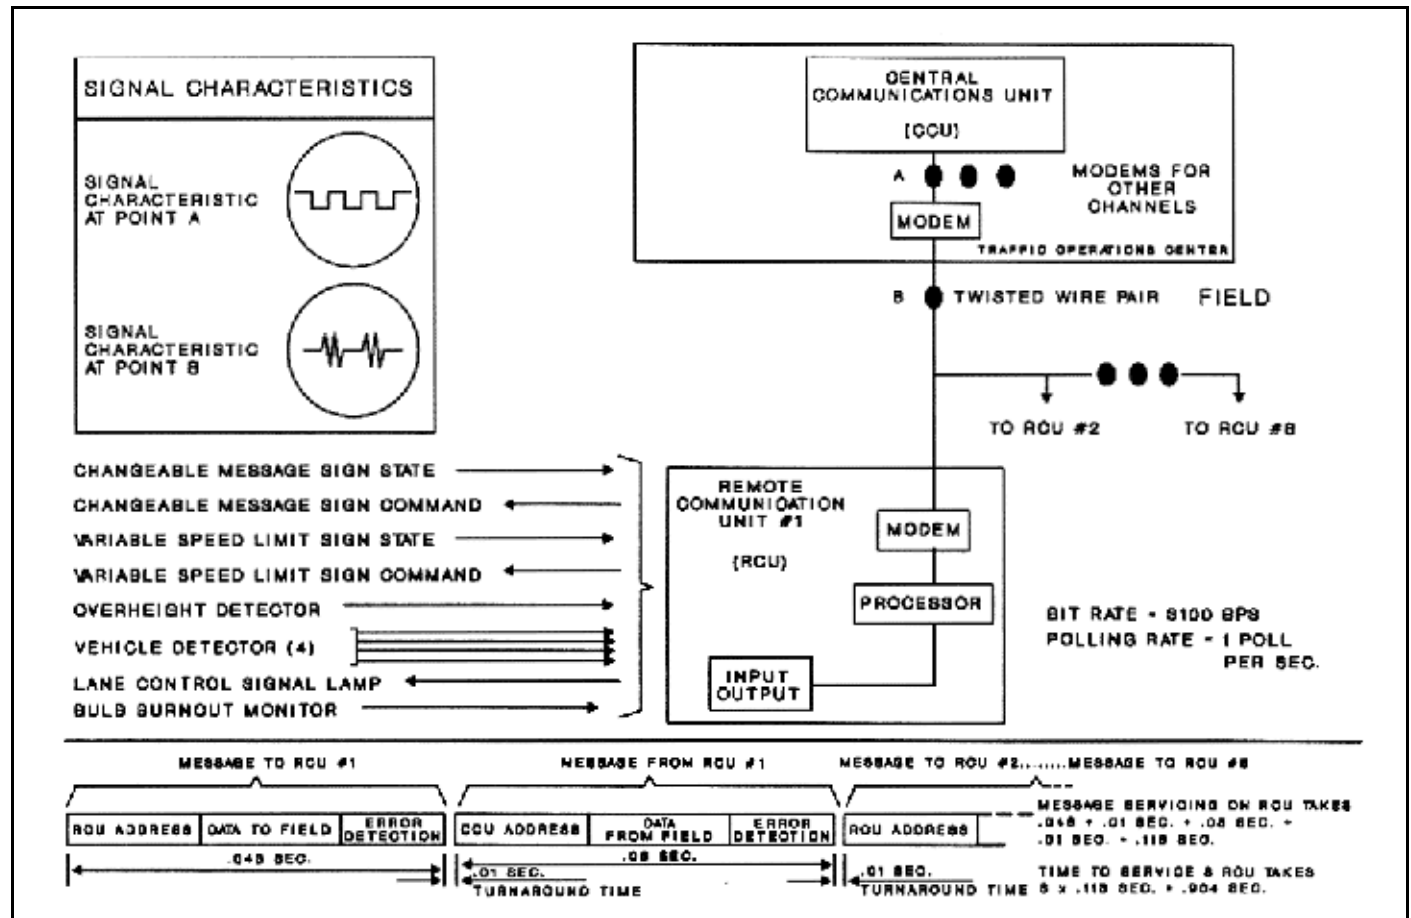 SIGNAL CHARACTERISTICS
SIGNAL
CHARACTERISTIC
AT POINT A
SIGNAL
CHARACTERISTIC
AT POINT B
CENTRAL
COMMUNICATIONS UNIT
(CCU)
A
MODEMS FOR
OTHER
CHANNELS
MODEM
TRAFFIC OPERATIONS CENTER
B TWISTED WIRE PAIR FIELD
TO RCU #2 TO RCU #8
CHANGEABLE MESSAGE SIGN STATE
CHANGEABLE MESSAGE SIGN COMMAND
VARIABLE SPEED LIMIT SIGN STATE
VARIABLE SPEED LIMIT SIGN COMMAND
OVERHEIGHT DETECTOR
VEHICLE DETECTOR (4)
LANE CONTROL SIGNAL LAMP
BULB BURNOUT MONITOR
REMOTE
COMMUNICATION
UNIT #1
(RCU)
MODEM
PROCESSOR
INPUT
OUTPUT
BIT RATE = BPS
POLLING RATE = 1 POLL
PER SEC.
MESSAGE TO RCU #1
MESSAGE FROM RCU #1
MESSAGE TO RCU #2........MESSAGE TO RCU #8
RCU ADDRESS
DATA TO FIELD
ERROR
DETECTION
CCU ADDRESS
DATA
FROM FIELD
ERROR
DETECTION
RCU ADDRESS
MESSAGE SERVICING ON RCU TAKES
.043 + .01 SEC. + .05 SEC. +
.01 SEC. = .113 SEC.
.043 SEC.
.05 SEC.
.01 SEC.
TURNAROUND TIME
.01 SEC.
TURNAROUND TIME
TIME TO SERVICE 8 RCU TAKES
8 x .113 SEC. = .904 SEC.